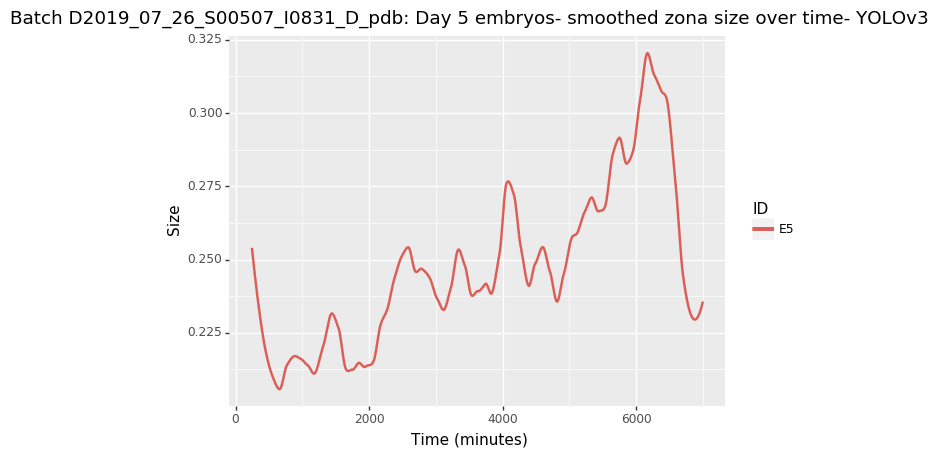 Batch D2019_07_26_S00507_I0831_D_pdb: Day 5 embryos- smoothed zona size over time- YOLOv3
0.325
0.300
0.275
0.250
0.225
Size
0
2000
4000
6000
Time (minutes)
ID
E5